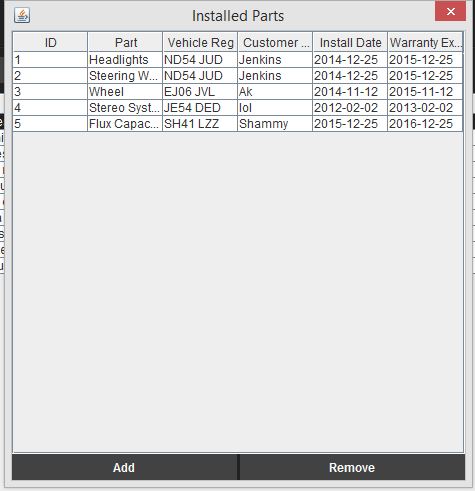 Installed Parts
ID Part Vehicle Reg Customer ... Install Date Warranty Ex...
1 Headlights ND54 JUD Jenkins 2014-12-25 2015-12-25
2 Steering W... ND54 JUD Jenkins 2014-12-25 2015-12-25
3 Wheel EJ06 JVL Ak 2014-11-12 2015-11-12
4 Stereo Syst... JE54 DED lol 2012-02-02 2013-02-02
5 Flux Capac... SH41 LZZ Shammy 2015-12-25 2016-12-25
Add Remove